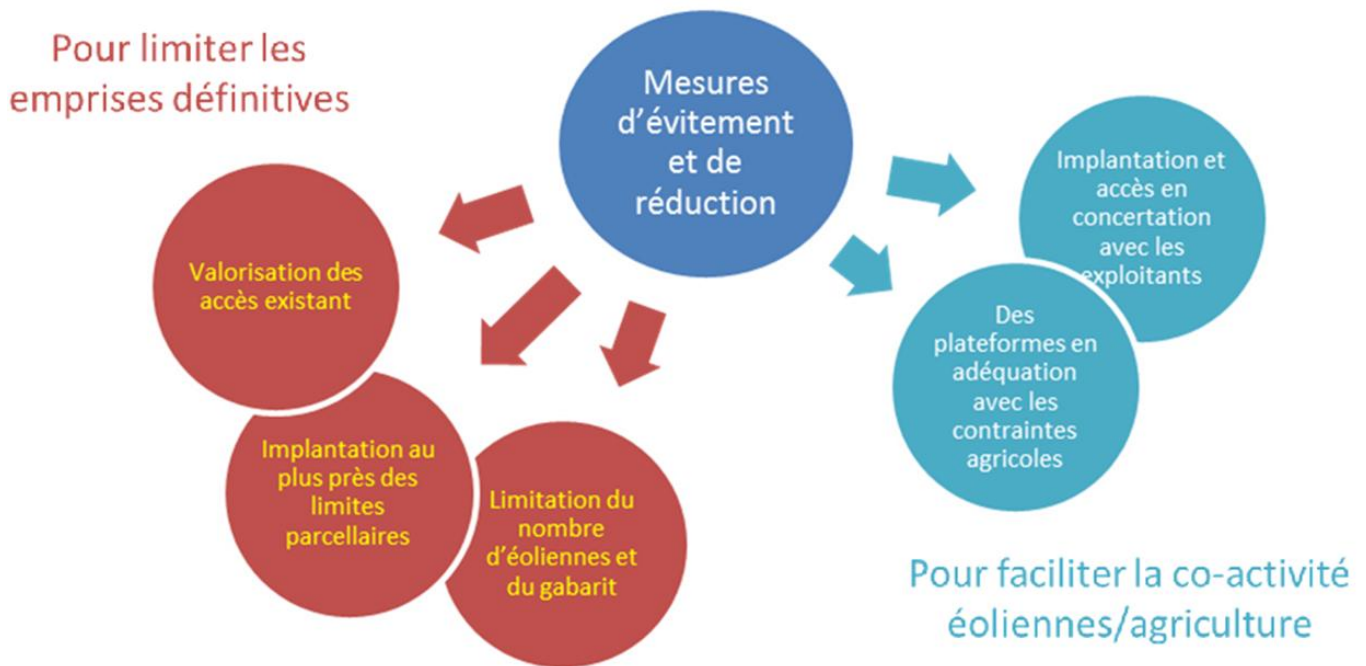 Pour limiter les
emprises définitives
Mesures
d'évitement
et de
réduction
Implantation et
accès en
concertation
avec les
exploitants
Valorisation des
accès existant
Des
plateformes en
adéquation
avec les
contraintes
agricoles
Implantation au
plus près des
limites
parcellaires
Limitation du
nombre
d'éoliennes et
du gabarit
Pour faciliter la co-activité
éoliennes/agriculture